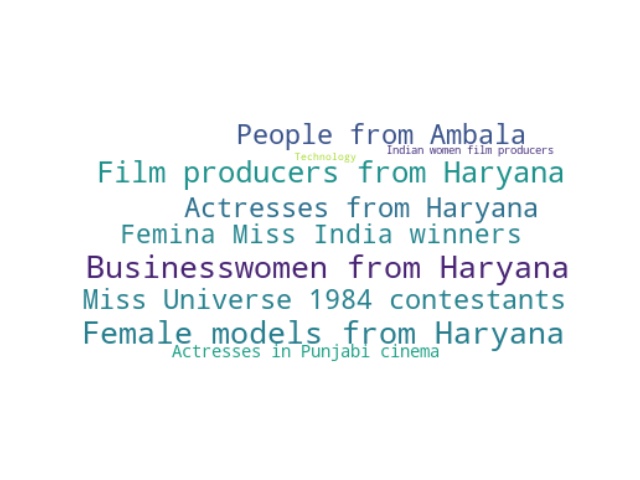 People from Ambala
Indian women film producers
Technology
Film producers from Haryana
Actresses from Haryana
Femina Miss India winners
Businesswomen from Haryana
Miss Universe 1984 contestants
Female models from Haryana
Actresses in Punjabi cinema